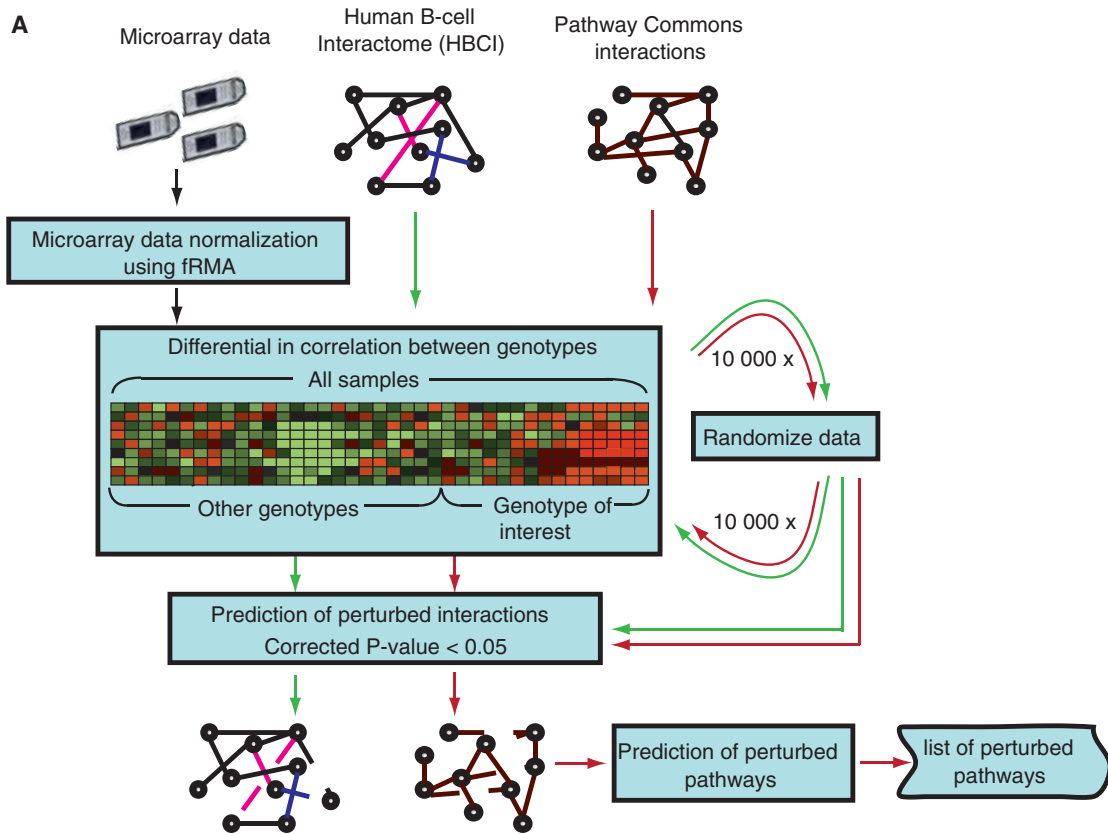 A
Microarray data
Human B-cell
Interactome (HBCI)
Pathway Commons
interactions
Microarray data normalization
using fRMA
Differential in correlation between genotypes
All samples
Other genotypes
Genotype of
interest
10 000 x
Randomize data
10 000 x
Prediction of perturbed interactions
Corrected P-value < 0.05
Prediction of perturbed
pathways
list of perturbed
pathways